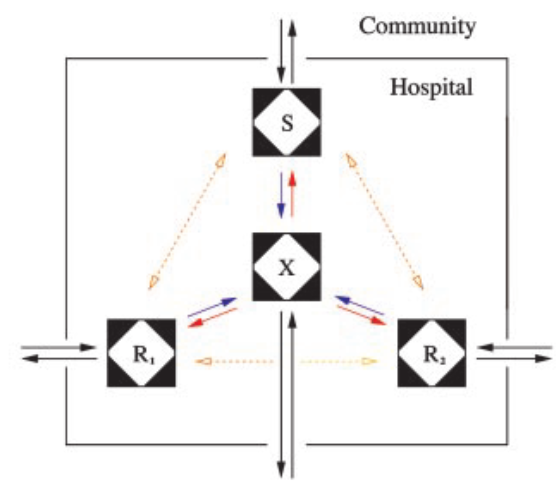 Community
Hospital
S
X
R₁
R₂